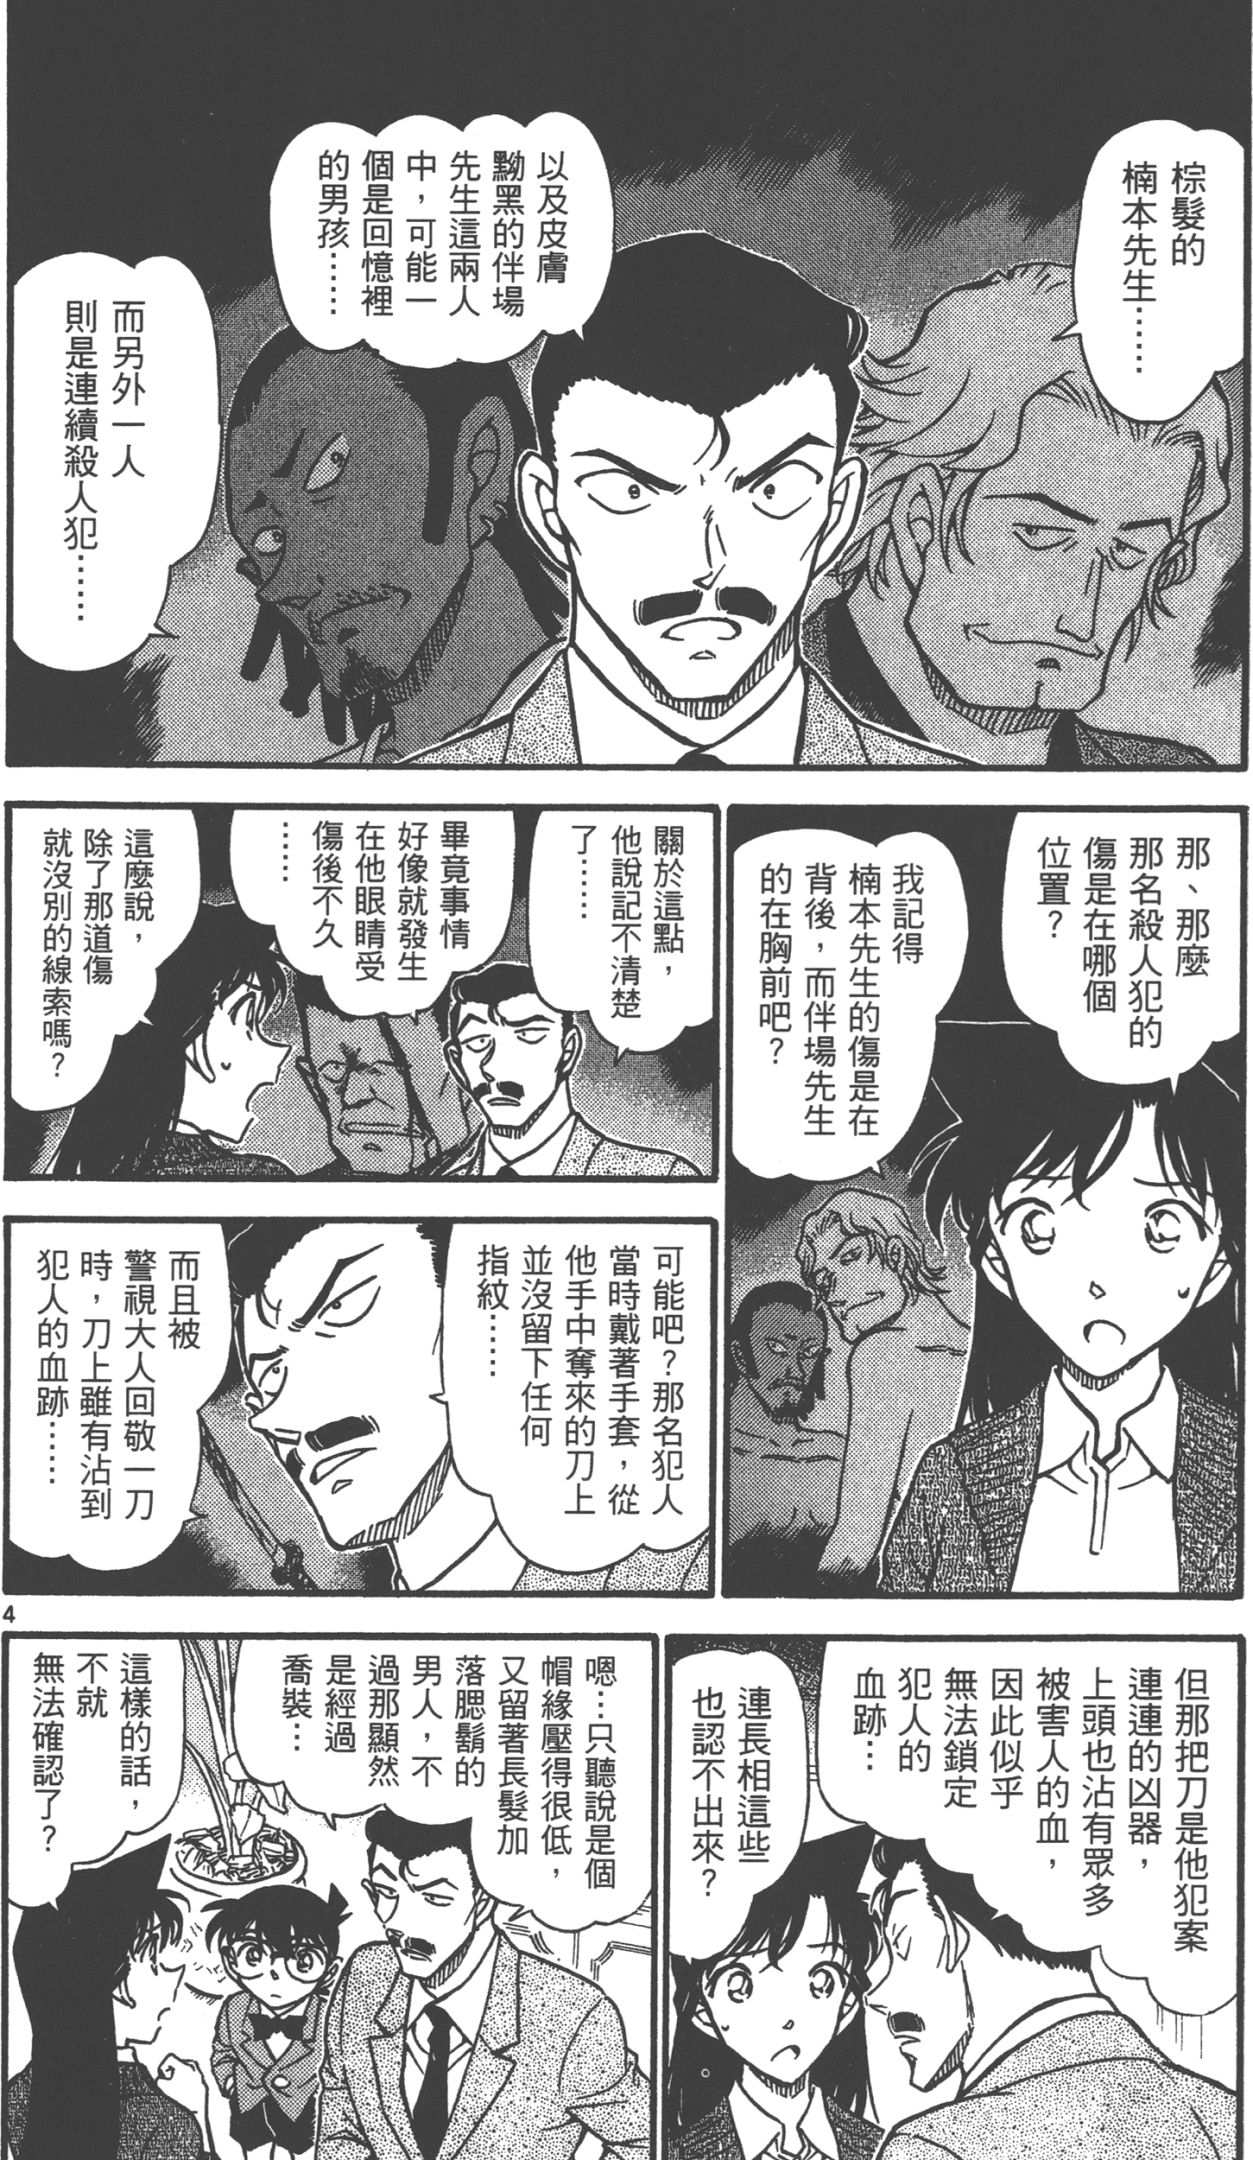 棕髮的
楠本先生……
以及皮膚
黝黑的伴場
先生這兩人
中，可能一
個是回憶裡
的男孩……
而另外一人
則是連續殺人犯……
那、那麼
那名殺人犯的
傷是在哪個
位置？
我記得
楠本先生的傷是在
背後，而伴場先生
的在胸前吧？
關於這點，
他說記不清楚
了……
畢竟事情
好像就發生
在他眼睛受
傷後不久
……
這麼說，
除了那道傷
就沒別的線索嗎？
可能吧？那名犯人
當時戴著手套，從
他手中奪來的刀上
並沒留下任何
指紋……
而且被
警視大人回敬一刀
時，刀上雖有沾到
犯人的血跡……
4
但那把刀是他犯案
連連的凶器，
上頭也沾有眾多
被害人的血，
因此似乎
無法鎖定
犯人的
血跡…
連長相這些
也認不出來？
嗯…只聽說是個
帽緣壓得很低，
又留著長髮加
落腮鬍的
男人，不
過那顯然
是經過
喬裝…
這樣的話，
不就
無法確認了？